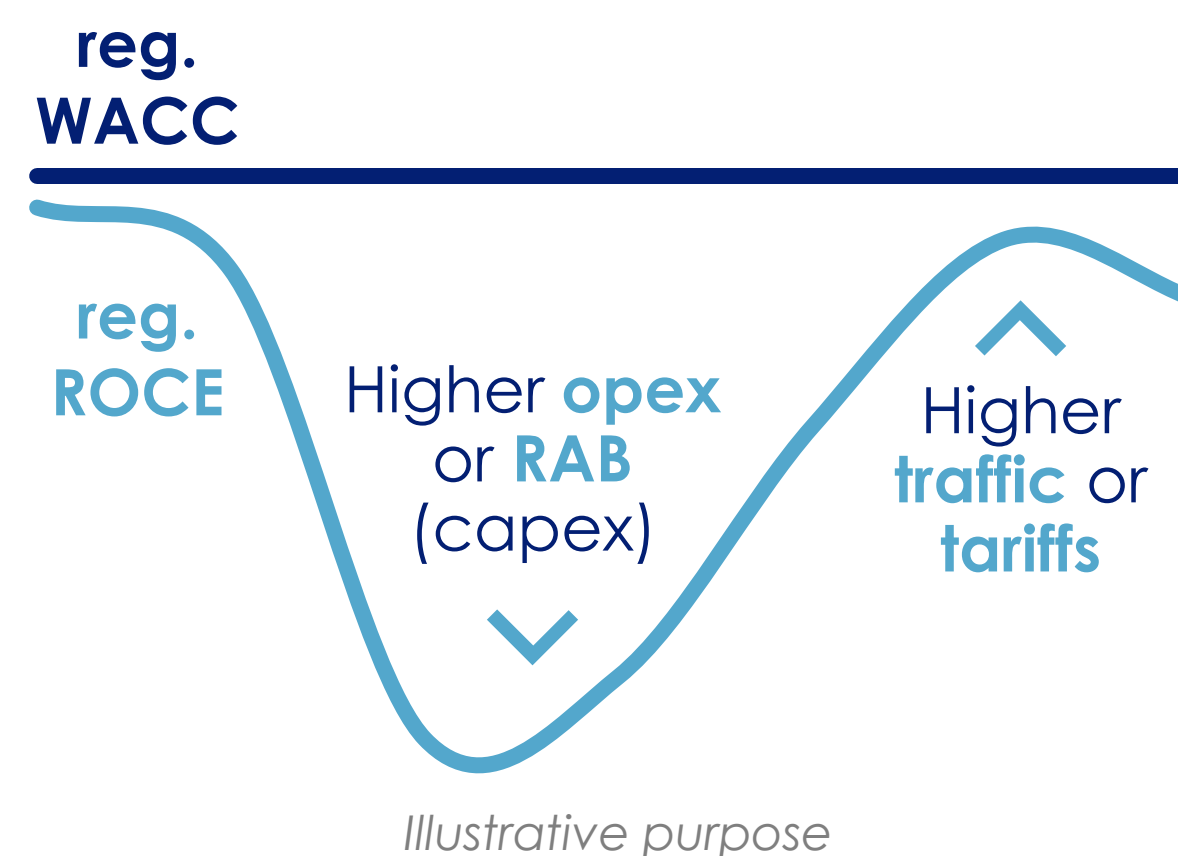 reg.
WACC
reg.
ROCE
Higher opex
or RAB
(capex)
Higher
traffic or
tariffs
Illustrative purpose